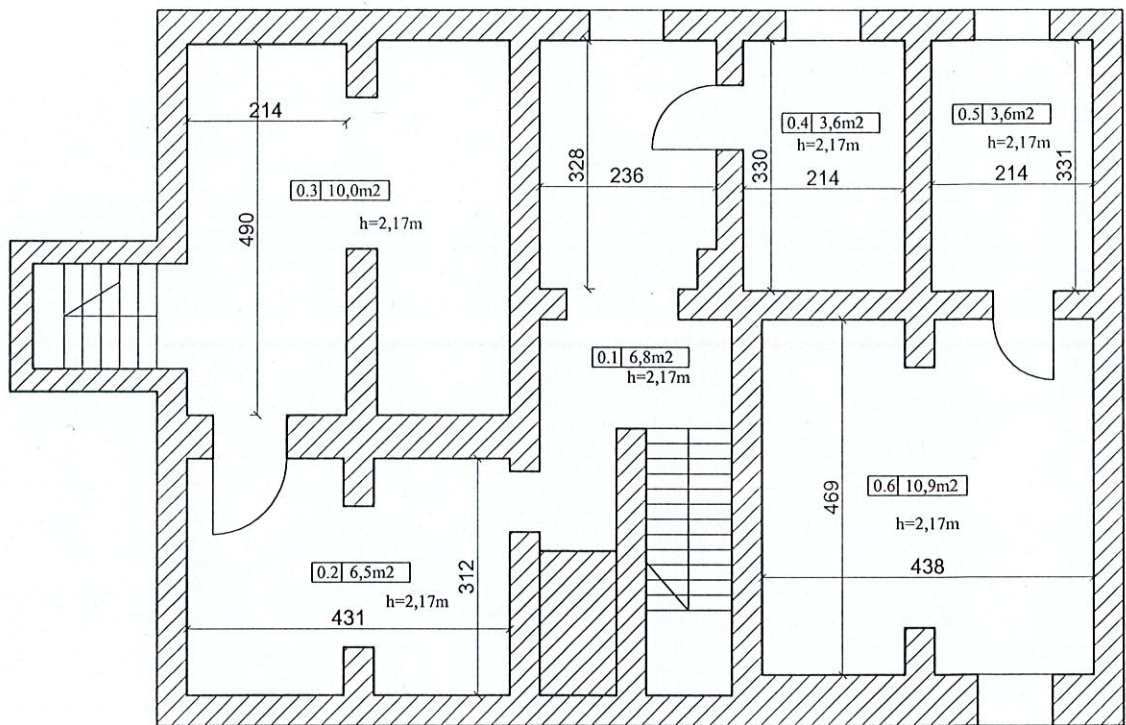 214
490
0.3 10,0m2
h=2,17m
328
236
330
0.4 3,6m2
h=2,17m
214
0.5 3,6m2
h=2,17m
214
331
0.1 6,8m2
h=2,17m
0.2 6,5m2
h=2,17m
431
312
469
0.6 10,9m2
h=2,17m
438